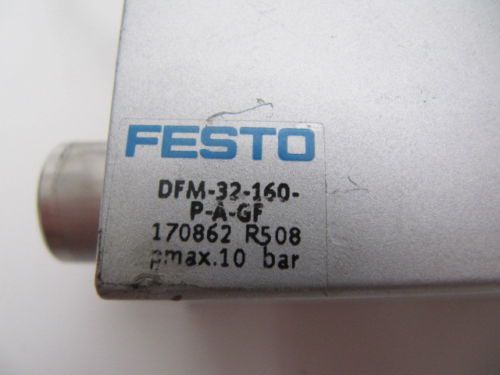 FESTO
DFM-32-160-
P-A-GF
170862 R508
pmax.10 bar